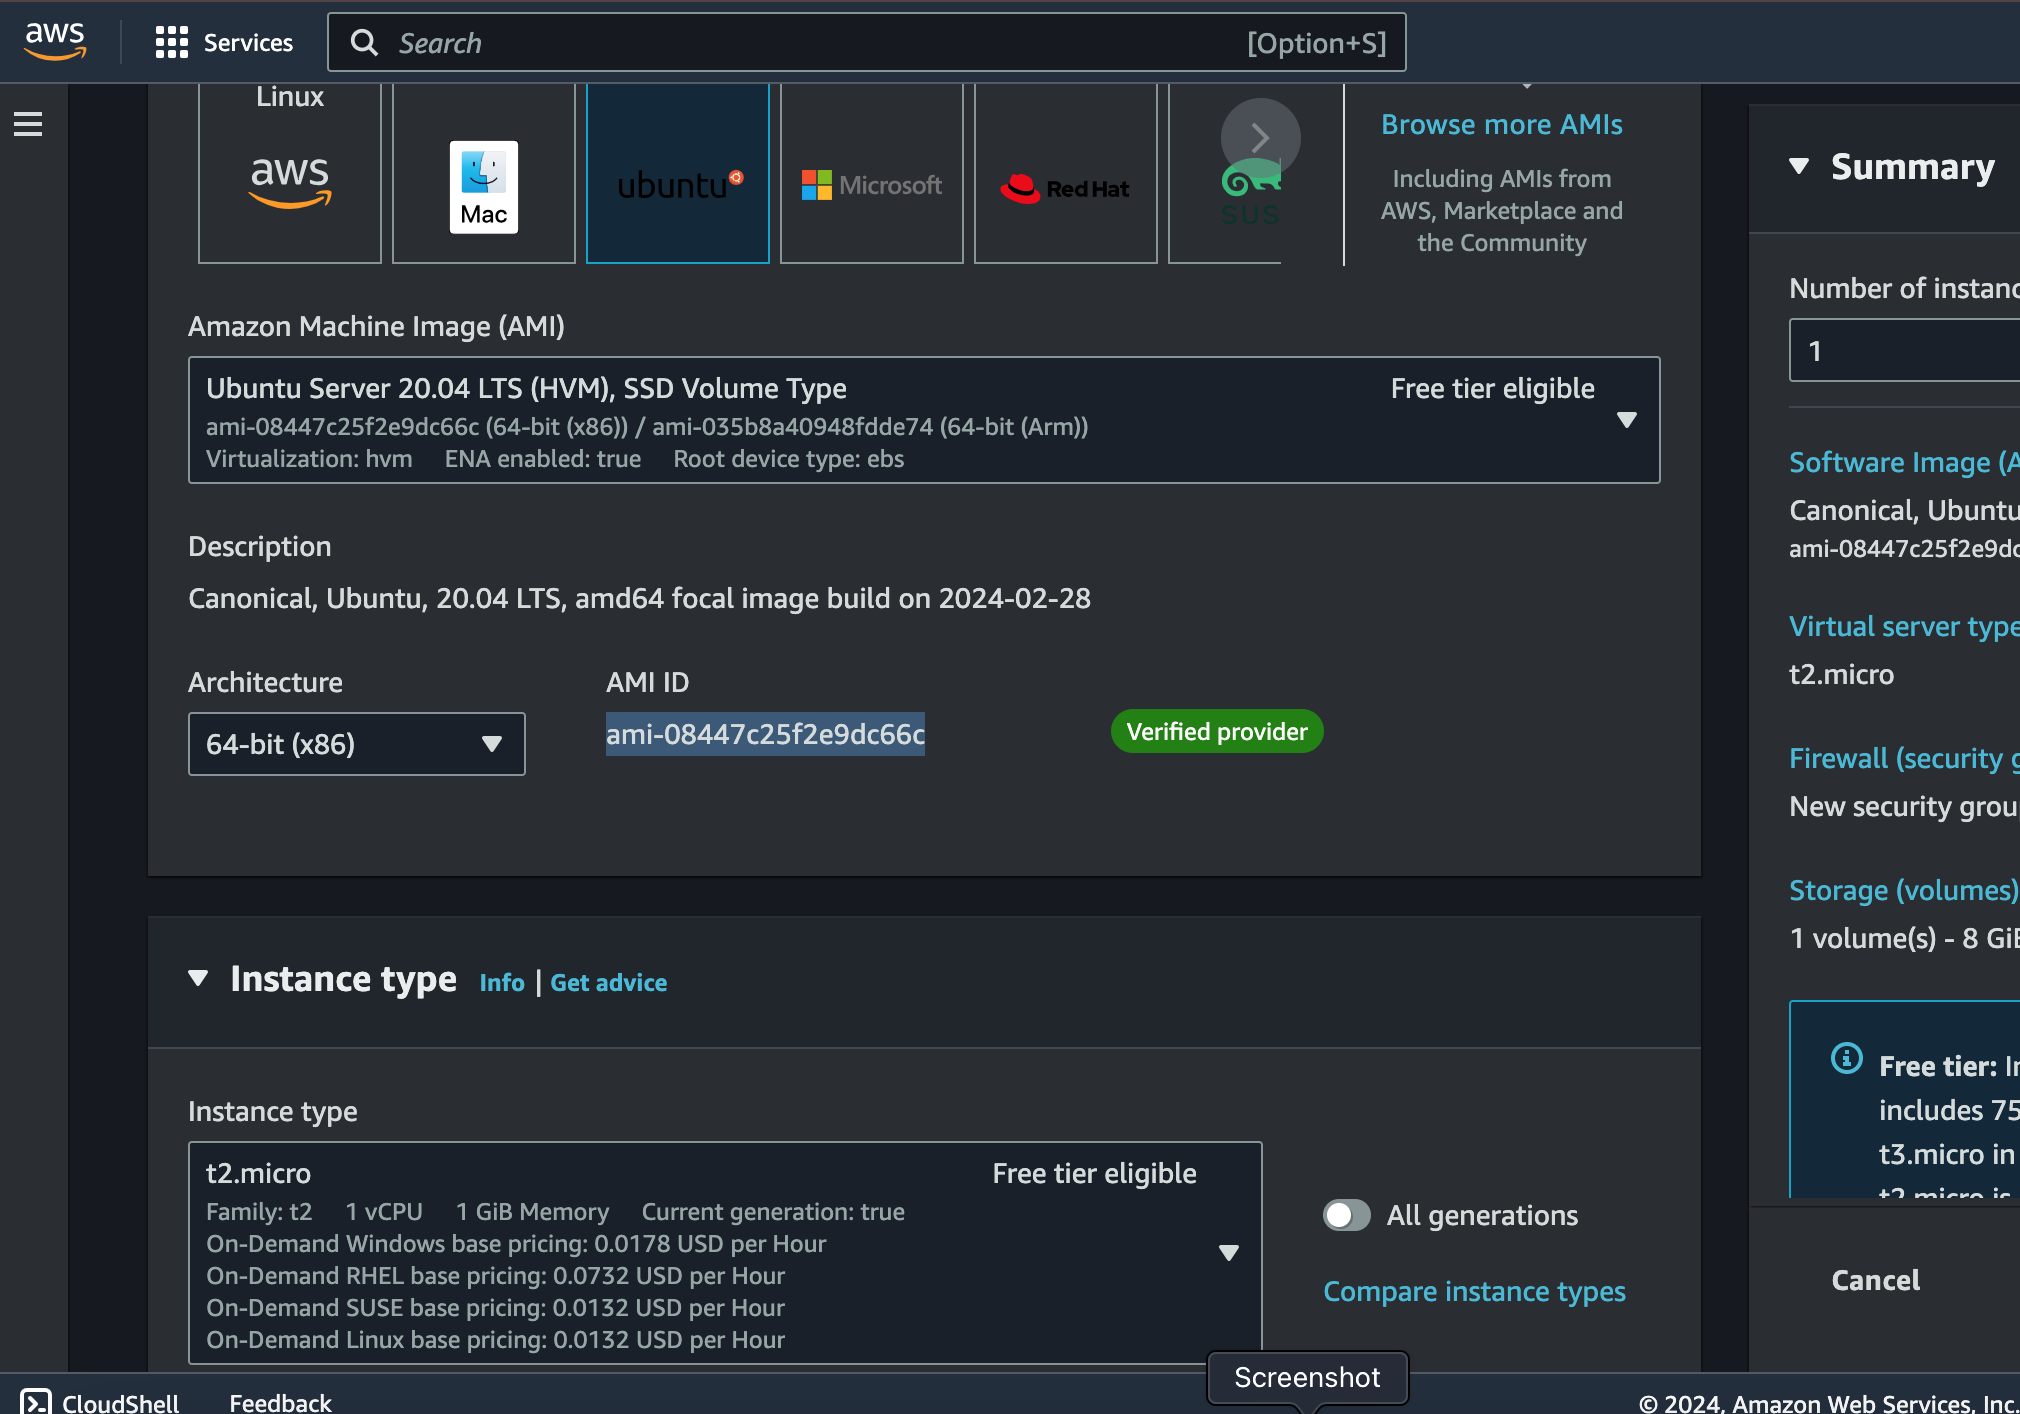 aws
Services
Search
[Option+S]
Linux
aws
Mac
ubuntu
Microsoft
Red Hat
SUS
Browse more AMIs
Including AMIs from
AWS, Marketplace and
the Community
Amazon Machine Image (AMI)
Ubuntu Server 20.04 LTS (HVM), SSD Volume Type
Free tier eligible
ami-08447c25f2e9dc66c (64-bit (x86)) / ami-035b8a40948fdde74 (64-bit (Arm))
Virtualization: hvm ENA enabled: true Root device type: ebs
Description
Canonical, Ubuntu, 20.04 LTS, amd64 focal image build on 2024-02-28
Architecture
AMI ID
64-bit (x86)
ami-08447c25f2e9dc66c
Verified provider
Instance type Info | Get advice
Instance type
t2.micro
Free tier eligible
Family: t2 1 vCPU 1 GiB Memory Current generation: true
On-Demand Windows base pricing: 0.0178 USD per Hour
On-Demand RHEL base pricing: 0.0732 USD per Hour
On-Demand SUSE base pricing: 0.0132 USD per Hour
On-Demand Linux base pricing: 0.0132 USD per Hour
All generations
Compare instance types
Summary
Number of instanc
1
Software Image (A
Canonical, Ubuntu
ami-08447c25f2e9dc
Virtual server type
t2.micro
Firewall (security g
New security grou
Storage (volumes)
1 volume(s) - 8 GiB
Free tier: In
includes 75
t3.micro in
t2.micro is
Cancel
Screenshot
CloudShell
Feedback
© 2024, Amazon Web Services, Inc.